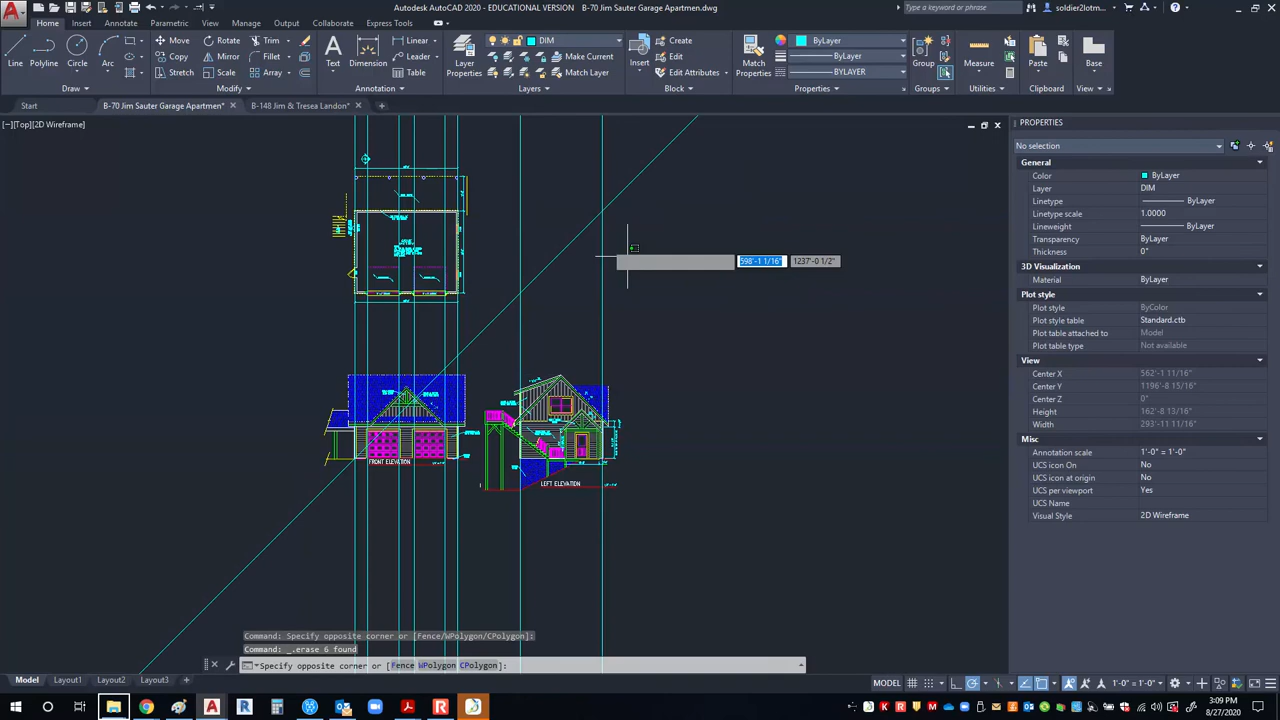 Autodesk AutoCAD 2020 - EDUCATIONAL VERSION B-70 Jim Sauter Garage Apartmen.dwg
Type a keyword or phrase
soldier2lotm...
Home Insert Annotate Parametric View Manage Output Collaborate Express Tools
Line Polyline Circle Arc
Move Rotate Trim
Copy Mirror Fillet
Stretch Scale Array
Text Dimension
Linear
Leader
Table
Layer Properties
DIM
Make Current
Match Layer
Insert
Create
Edit
Edit Attributes
Match Properties
ByLayer
ByLayer
BYLAYER
Group
Measure
Paste
Base
Draw Modify Annotation Layers Block Properties Groups Utilities Clipboard View
Start B-70 Jim Sauter Garage Apartmen* B-148 Jim & Tresea Landon*
[−][Top][2D Wireframe]
598'-1 1/16" 1237'-0 1/2"
FRONT ELEVATION
LEFT ELEVATION
PROPERTIES
No selection
General
Color ByLayer
Layer DIM
Linetype ByLayer
Linetype scale 1.0000
Lineweight ByLayer
Transparency ByLayer
Thickness 0"
3D Visualization
Material ByLayer
Plot style
Plot style ByColor
Plot style table Standard.ctb
Plot table attached to Model
Plot table type Not available
View
Center X 562'-1 11/16"
Center Y 1196'-8 15/16"
Center Z 0"
Height 162'-8 13/16"
Width 293'-11 11/16"
Misc
Annotation scale 1'-0" = 1'-0"
UCS icon On No
UCS icon at origin No
UCS per viewport Yes
UCS Name
Visual Style 2D Wireframe
Command: Specify opposite corner or [Fence/WPolygon/CPolygon]:
Command: _.erase 6 found
Specify opposite corner or [Fence WPolygon CPolygon]:
Model Layout1 Layout2 Layout3
MODEL
1'-0" = 1'-0"
3:09 PM
8/27/2020